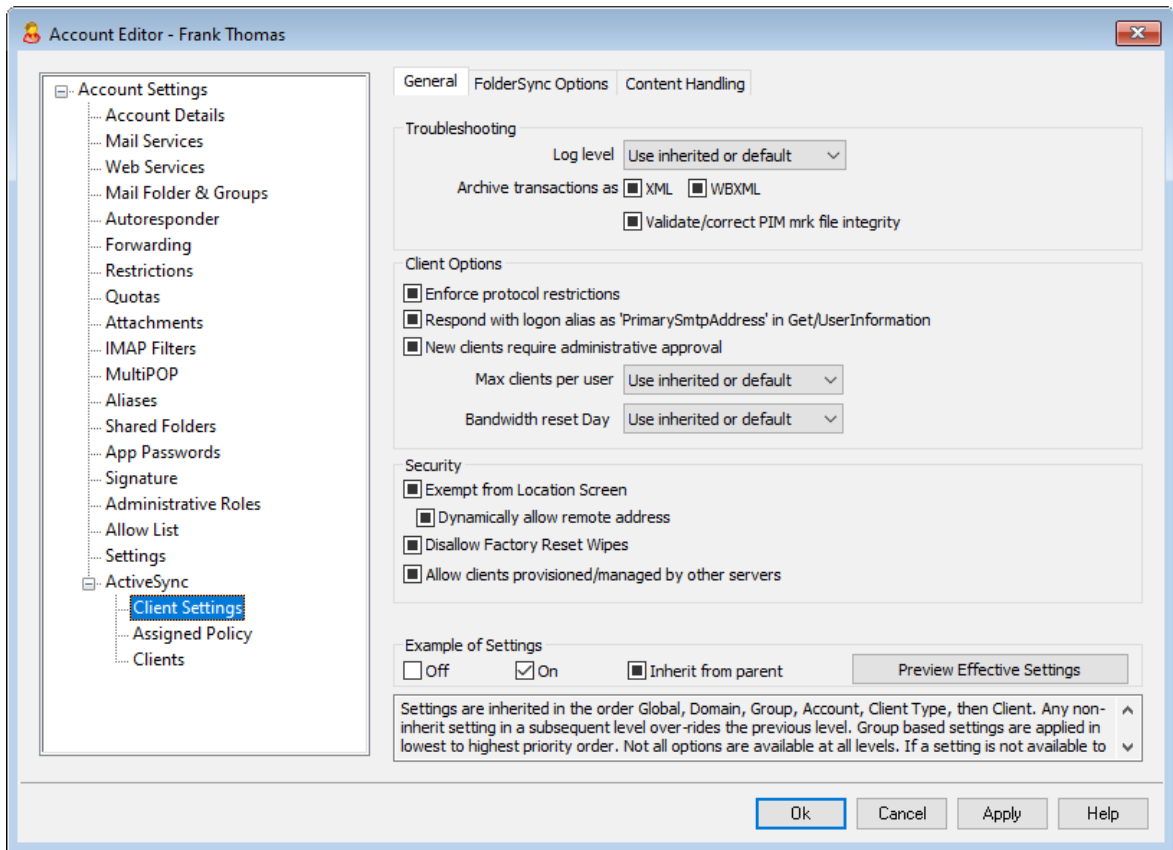 Account Editor - Frank Thomas
Account Settings
Account Details
Mail Services
Web Services
Mail Folder & Groups
Autoresponder
Forwarding
Restrictions
Quotas
Attachments
IMAP Filters
MultiPOP
Aliases
Shared Folders
App Passwords
Signature
Administrative Roles
Allow List
Settings
ActiveSync
Client Settings
Assigned Policy
Clients
General FolderSync Options Content Handling
Troubleshooting
Log level Use inherited or default
Archive transactions as XML WBXML
Validate/correct PIM mrk file integrity
Client Options
Enforce protocol restrictions
Respond with logon alias as 'PrimarySmtpAddress' in Get/UserInformation
New clients require administrative approval
Max clients per user Use inherited or default
Bandwidth reset Day Use inherited or default
Security
Exempt from Location Screen
Dynamically allow remote address
Disallow Factory Reset Wipes
Allow clients provisioned/managed by other servers
Example of Settings
Off On Inherit from parent Preview Effective Settings
Settings are inherited in the order Global, Domain, Group, Account, Client Type, then Client. Any non-
inherit setting in a subsequent level over-rides the previous level. Group based settings are applied in
lowest to highest priority order. Not all options are available at all levels. If a setting is not available to
Ok Cancel Apply Help